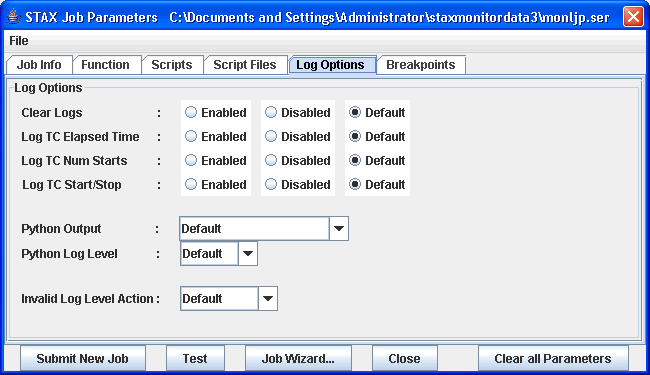 STAX Job Parameters C:\Documents and Settings\Administrator\staxmonitordata3\monljp.ser
File
Job Info Function Scripts Script Files Log Options Breakpoints
Log Options
Clear Logs : Enabled Disabled Default
Log TC Elapsed Time : Enabled Disabled Default
Log TC Num Starts : Enabled Disabled Default
Log TC Start/Stop : Enabled Disabled Default
Python Output : Default
Python Log Level : Default
Invalid Log Level Action : Default
Submit New Job Test Job Wizard... Close Clear all Parameters